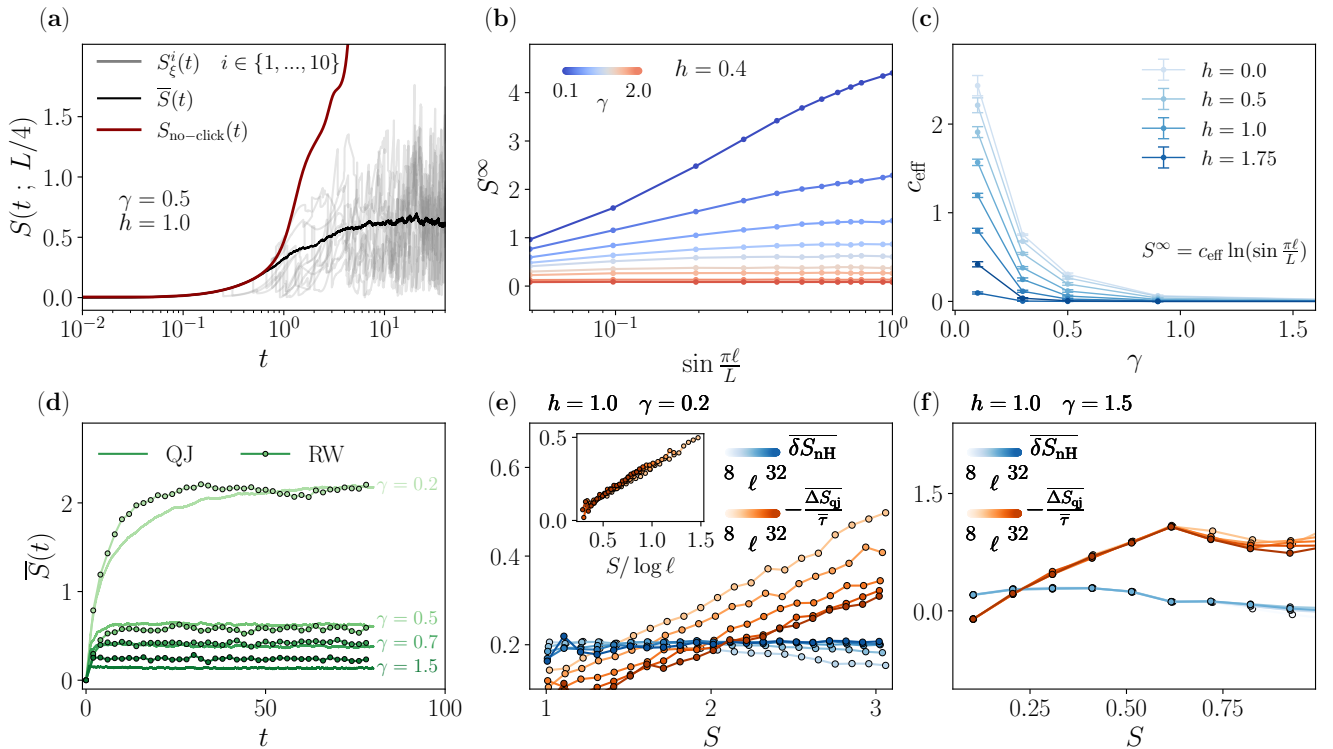 (a)
S^i_ξ(t) i ∈ {1, ..., 10}
S̅(t)
S_no−click(t)
γ = 0.5
h = 1.0
S(t ; L/4)
1.5
1.0
0.5
0.0
10^−2 10^−1 10^0 10^1
t
(b)
0.1 γ 2.0
h = 0.4
S^∞
4
3
2
1
0
10^−1 10^0
sin πℓ/L
(c)
h = 0.0
h = 0.5
h = 1.0
h = 1.75
S^∞ = c_eff ln(sin πℓ/L)
c_eff
2
1
0
0.0 0.5 1.0 1.5
γ
(d)
QJ RW
γ = 0.2
γ = 0.5
γ = 0.7
γ = 1.5
S̅(t)
2
1
0
0 50 100
t
(e) h = 1.0 γ = 0.2
0.5
0.0
0.5 1.0 1.5
S/ log ℓ
8 ℓ 32 \overline{δS_nH}
8 ℓ 32 −\overline{ΔS_qj}/\overline{τ}
0.6
0.4
0.2
1 2 3
S
(f) h = 1.0 γ = 1.5
8 ℓ 32 \overline{δS_nH}
8 ℓ 32 −\overline{ΔS_qj}/\overline{τ}
1.5
0.0
0.25 0.50 0.75
S